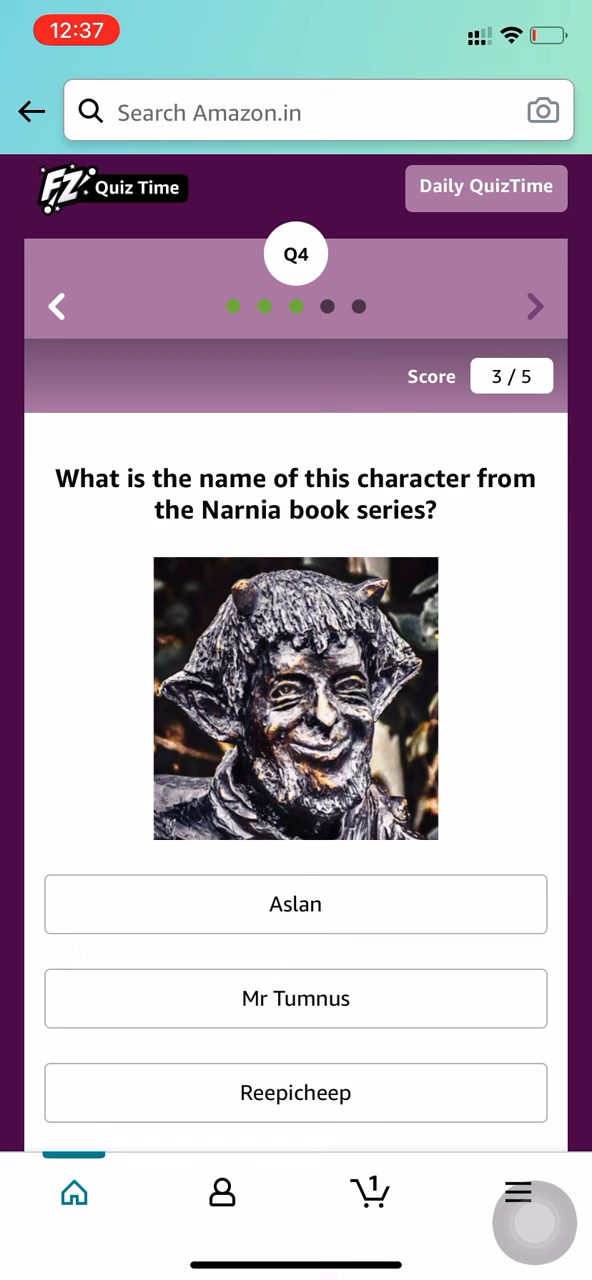 12:37
Search Amazon.in
FZ Quiz Time
Daily QuizTime
Q4
Score 3 / 5
What is the name of this character from
the Narnia book series?
Aslan
Mr Tumnus
Reepicheep
1